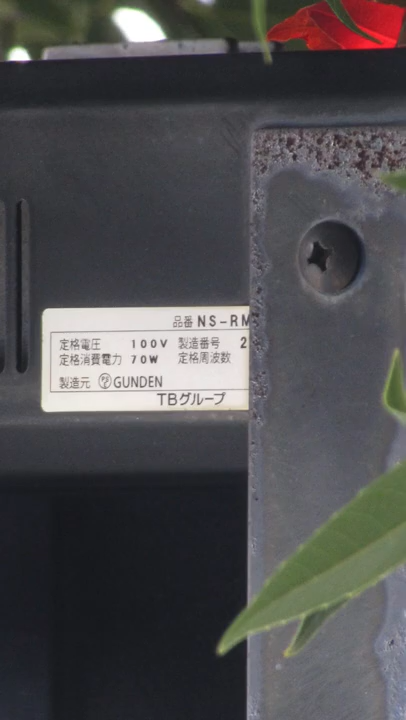 品番 NS-RM
定格電圧 100V 製造番号 2
定格消費電力 70W 定格周波数
製造元 GUNDEN
TBグループ